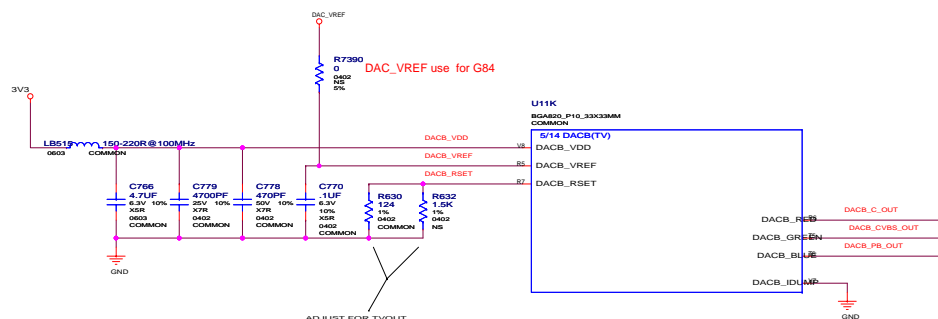 DAC_VREF
R7390
0
0402
NS
5%
DAC_VREF use for G84
3V3
U11K
BGA820_P10_33X33MM
COMMON
5/14 DACB(TV)
LB515 150-220R@100MHz
0603 COMMON
DACB_VDD V8 DACB_VDD
DACB_VREF R5 DACB_VREF
DACB_RSET R7 DACB_RSET
C766
4.7UF
6.3V 10%
X5R
0603
COMMON
C779
4700PF
25V 10%
X7R
0402
COMMON
C778
470PF
50V 10%
X7R
0402
COMMON
C770
.1UF
6.3V
10%
X5R
0402
COMMON
R630
124
1%
0402
COMMON
R632
1.5K
1%
0402
NS
DACB_RED DACB_C_OUT
DACB_GREEN DACB_CVBS_OUT
DACB_BLUE DACB_PB_OUT
DACB_IDUMP
GND
GND
ADJUST FOR TVOUT